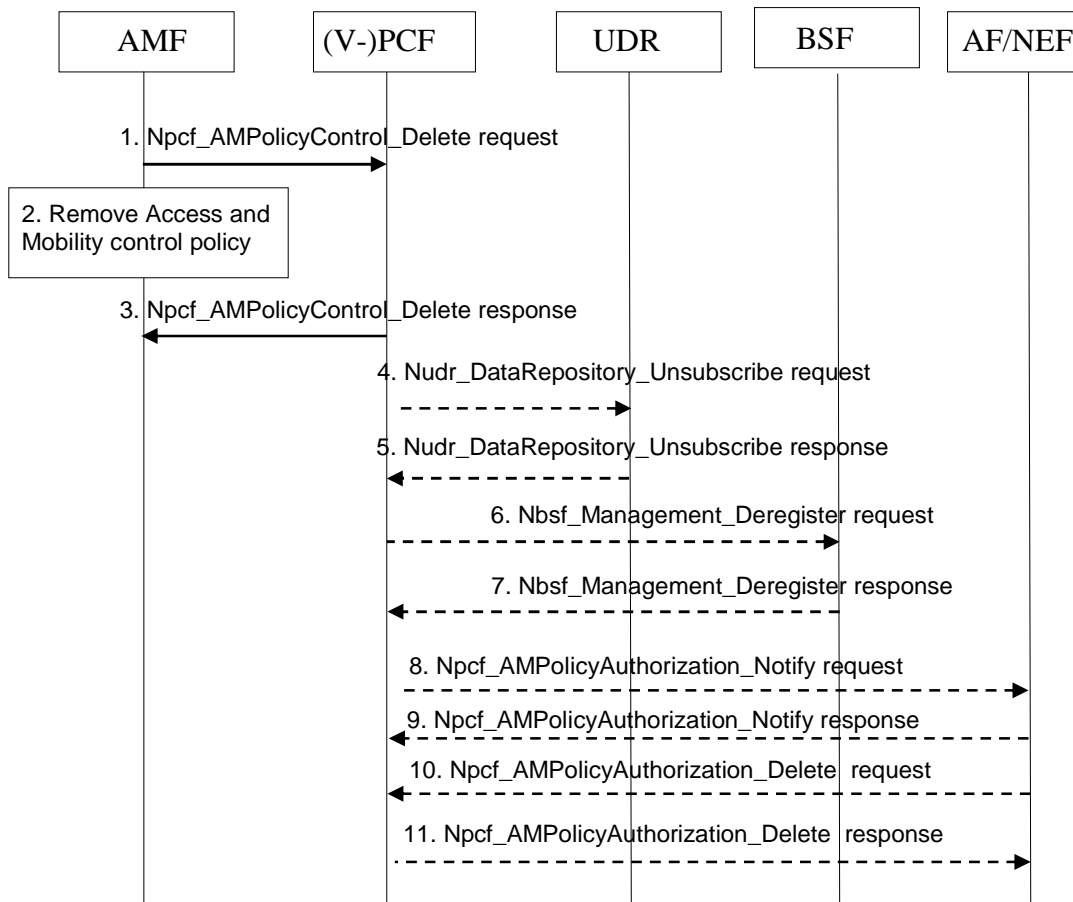 AMF
(V-)PCF
UDR
BSF
AF/NEF
1. Npcf_AMPolicyControl_Delete request
2. Remove Access and
Mobility control policy
3. Npcf_AMPolicyControl_Delete response
4. Nudr_DataRepository_Unsubscribe request
5. Nudr_DataRepository_Unsubscribe response
6. Nbsf_Management_Deregister request
7. Nbsf_Management_Deregister response
8. Npcf_AMPolicyAuthorization_Notify request
9. Npcf_AMPolicyAuthorization_Notify response
10. Npcf_AMPolicyAuthorization_Delete  request
11. Npcf_AMPolicyAuthorization_Delete  response